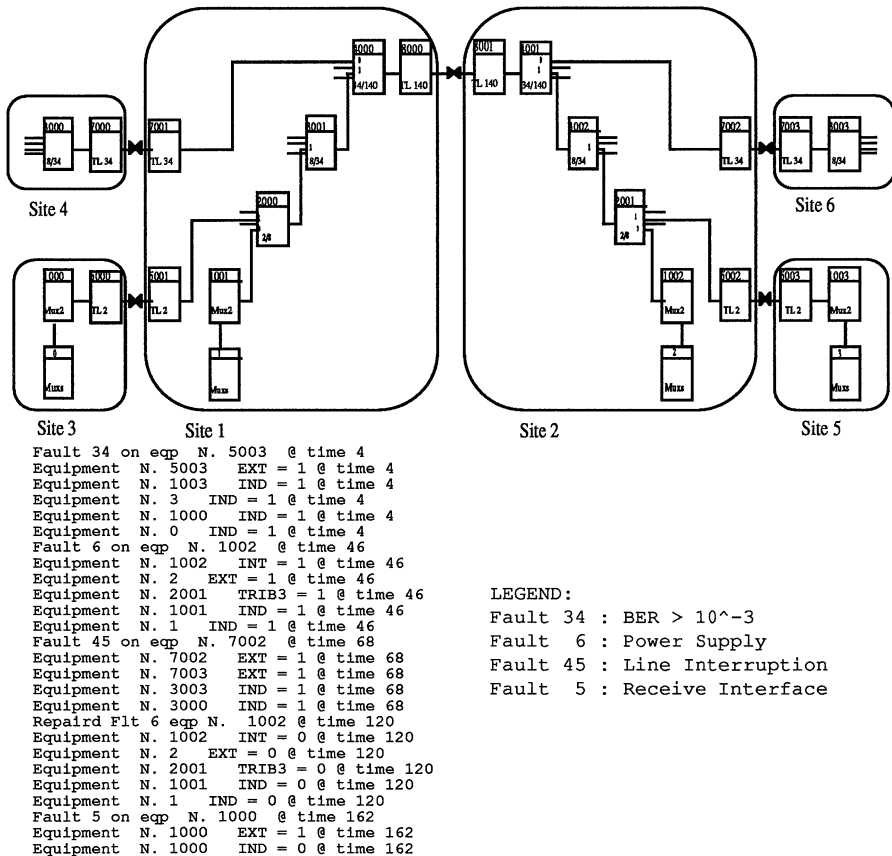 4000 8000 8001 4001
0
1
34/140 TL 140 TL 140 34/140
0
1
3000 7000 7001 3001 3002 7002 7003 3003
8/34 TL 34 TL 34 1 8/34 1 8/34 TL 34 TL 34 8/34
Site 4 Site 6
2000 2001
1
3
2/8 2/8
1000 5000 5001 1001 1002 5002 5003 1003
Mux2 TL 2 TL 2 Mux2 Mux2 TL 2 TL 2 Mux2
0 1 2 3
Muxs Muxs Muxs Muxs
Site 3 Site 1 Site 2 Site 5
Fault 34 on eqp N. 5003 @ time 4
Equipment N. 5003 EXT = 1 @ time 4
Equipment N. 1003 IND = 1 @ time 4
Equipment N. 3 IND = 1 @ time 4
Equipment N. 1000 IND = 1 @ time 4
Equipment N. 0 IND = 1 @ time 4
Fault 6 on eqp N. 1002 @ time 46
Equipment N. 1002 INT = 1 @ time 46
Equipment N. 2 EXT = 1 @ time 46
Equipment N. 2001 TRIB3 = 1 @ time 46
Equipment N. 1001 IND = 1 @ time 46
Equipment N. 1 IND = 1 @ time 46
Fault 45 on eqp N. 7002 @ time 68
Equipment N. 7002 EXT = 1 @ time 68
Equipment N. 7003 EXT = 1 @ time 68
Equipment N. 3003 IND = 1 @ time 68
Equipment N. 3000 IND = 1 @ time 68
Repaird Flt 6 eqp N. 1002 @ time 120
Equipment N. 1002 INT = 0 @ time 120
Equipment N. 2 EXT = 0 @ time 120
Equipment N. 2001 TRIB3 = 0 @ time 120
Equipment N. 1001 IND = 0 @ time 120
Equipment N. 1 IND = 0 @ time 120
Fault 5 on eqp N. 1000 @ time 162
Equipment N. 1000 EXT = 1 @ time 162
Equipment N. 1000 IND = 0 @ time 162
LEGEND:
Fault 34 : BER > 10^-3
Fault 6 : Power Supply
Fault 45 : Line Interruption
Fault 5 : Receive Interface